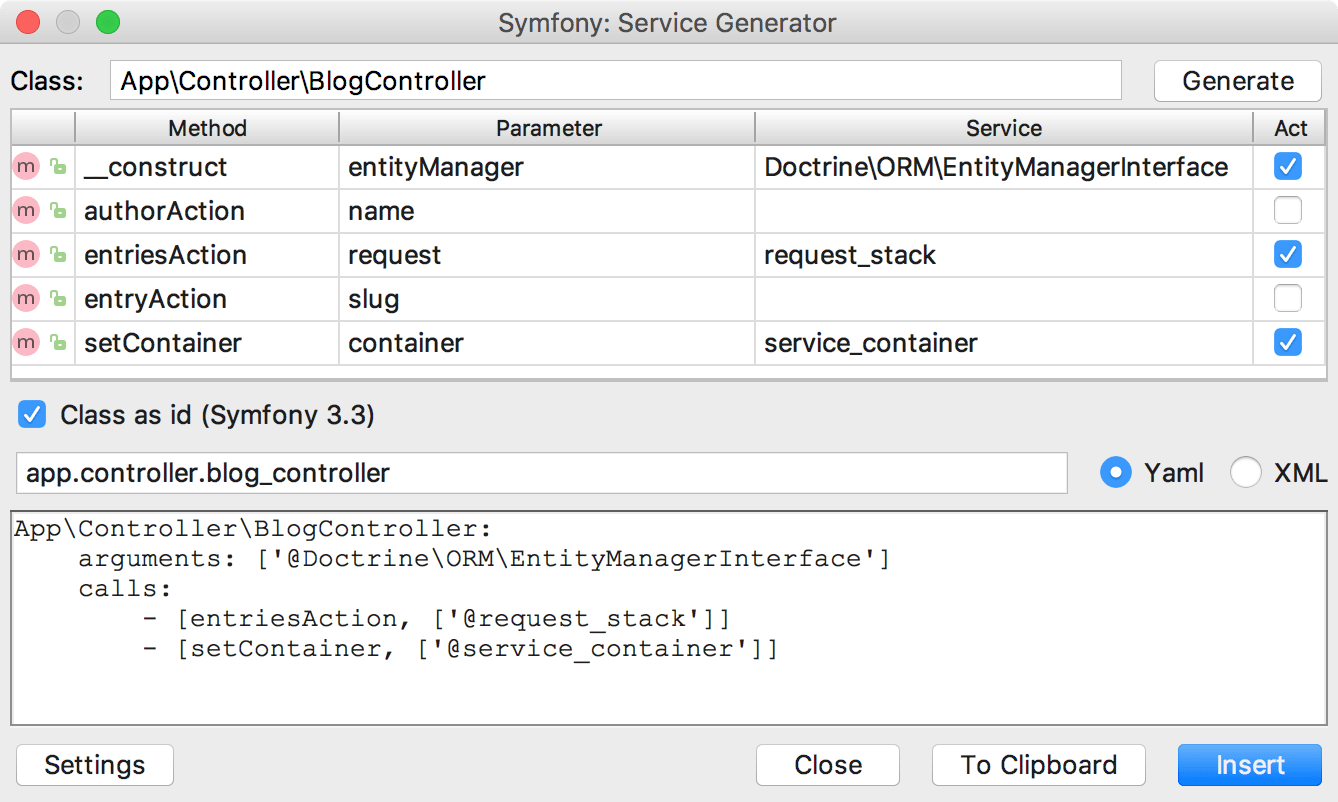 Symfony: Service Generator
Class: App\Controller\BlogController Generate
Method Parameter Service Act
m __construct entityManager Doctrine\ORM\EntityManagerInterface
m authorAction name
m entriesAction request request_stack
m entryAction slug
m setContainer container service_container
Class as id (Symfony 3.3)
app.controller.blog_controller Yaml XML
App\Controller\BlogController:
    arguments: ['@Doctrine\ORM\EntityManagerInterface']
    calls:
        - [entriesAction, ['@request_stack']]
        - [setContainer, ['@service_container']]
Settings Close To Clipboard Insert